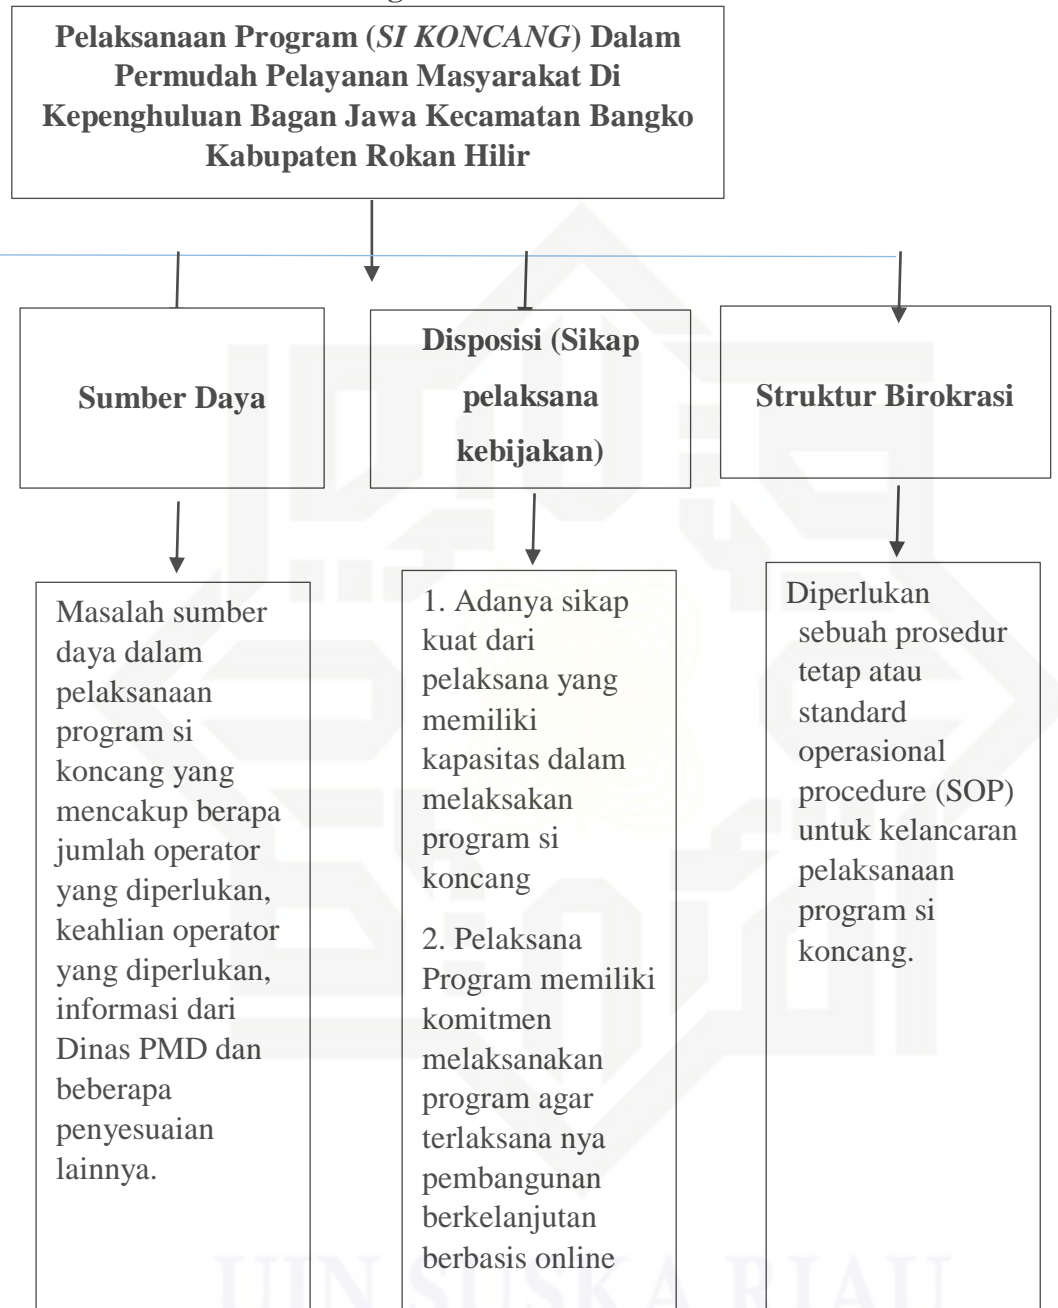 Pelaksanaan Program (SI KONCANG) Dalam
Permudah Pelayanan Masyarakat Di
Kepenghuluan Bagan Jawa Kecamatan Bangko
Kabupaten Rokan Hilir
Sumber Daya
Disposisi (Sikap
pelaksana
kebijakan)
Struktur Birokrasi
Masalah sumber
daya dalam
pelaksanaan
program si
koncang yang
mencakup berapa
jumlah operator
yang diperlukan,
keahlian operator
yang diperlukan,
informasi dari
Dinas PMD dan
beberapa
penyesuaian
lainnya.
1. Adanya sikap
kuat dari
pelaksana yang
memiliki
kapasitas dalam
melaksakan
program si
koncang
2. Pelaksana
Program memiliki
komitmen
melaksanakan
program agar
terlaksana nya
pembangunan
berkelanjutan
berbasis online
Diperlukan
sebuah prosedur
tetap atau
standard
operasional
procedure (SOP)
untuk kelancaran
pelaksanaan
program si
koncang.
UIN SUSKA RIAU